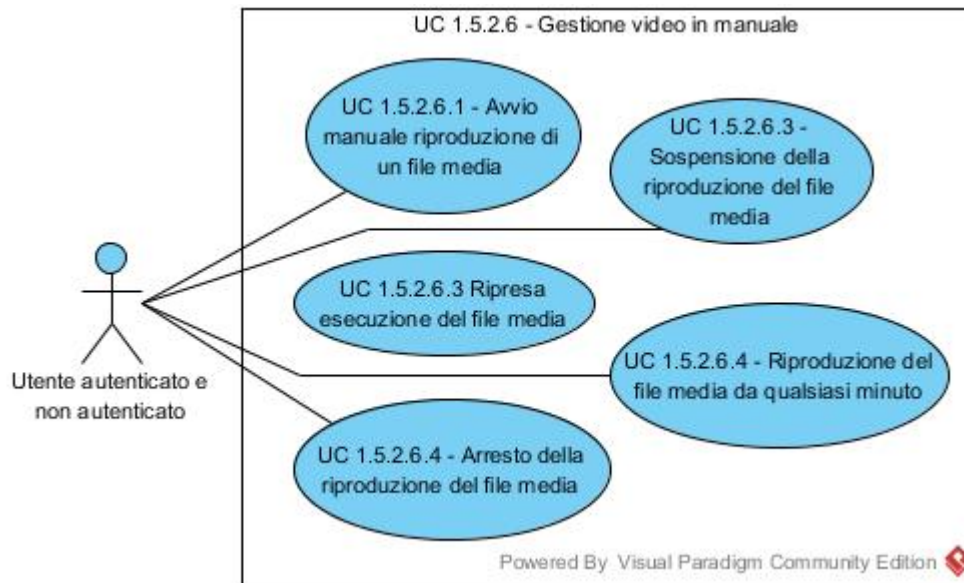 UC 1.5.2.6 - Gestione video in manuale
UC 1.5.2.6.1 - Avvio
manuale riproduzione di
un file media
UC 1.5.2.6.3 -
Sospensione della
riproduzione del file
media
UC 1.5.2.6.3 Ripresa
esecuzione del file media
UC 1.5.2.6.4 - Riproduzione del
file media da qualsiasi minuto
Utente autenticato e
non autenticato
UC 1.5.2.6.4 - Arresto della
riproduzione del file media
Powered By Visual Paradigm Community Edition